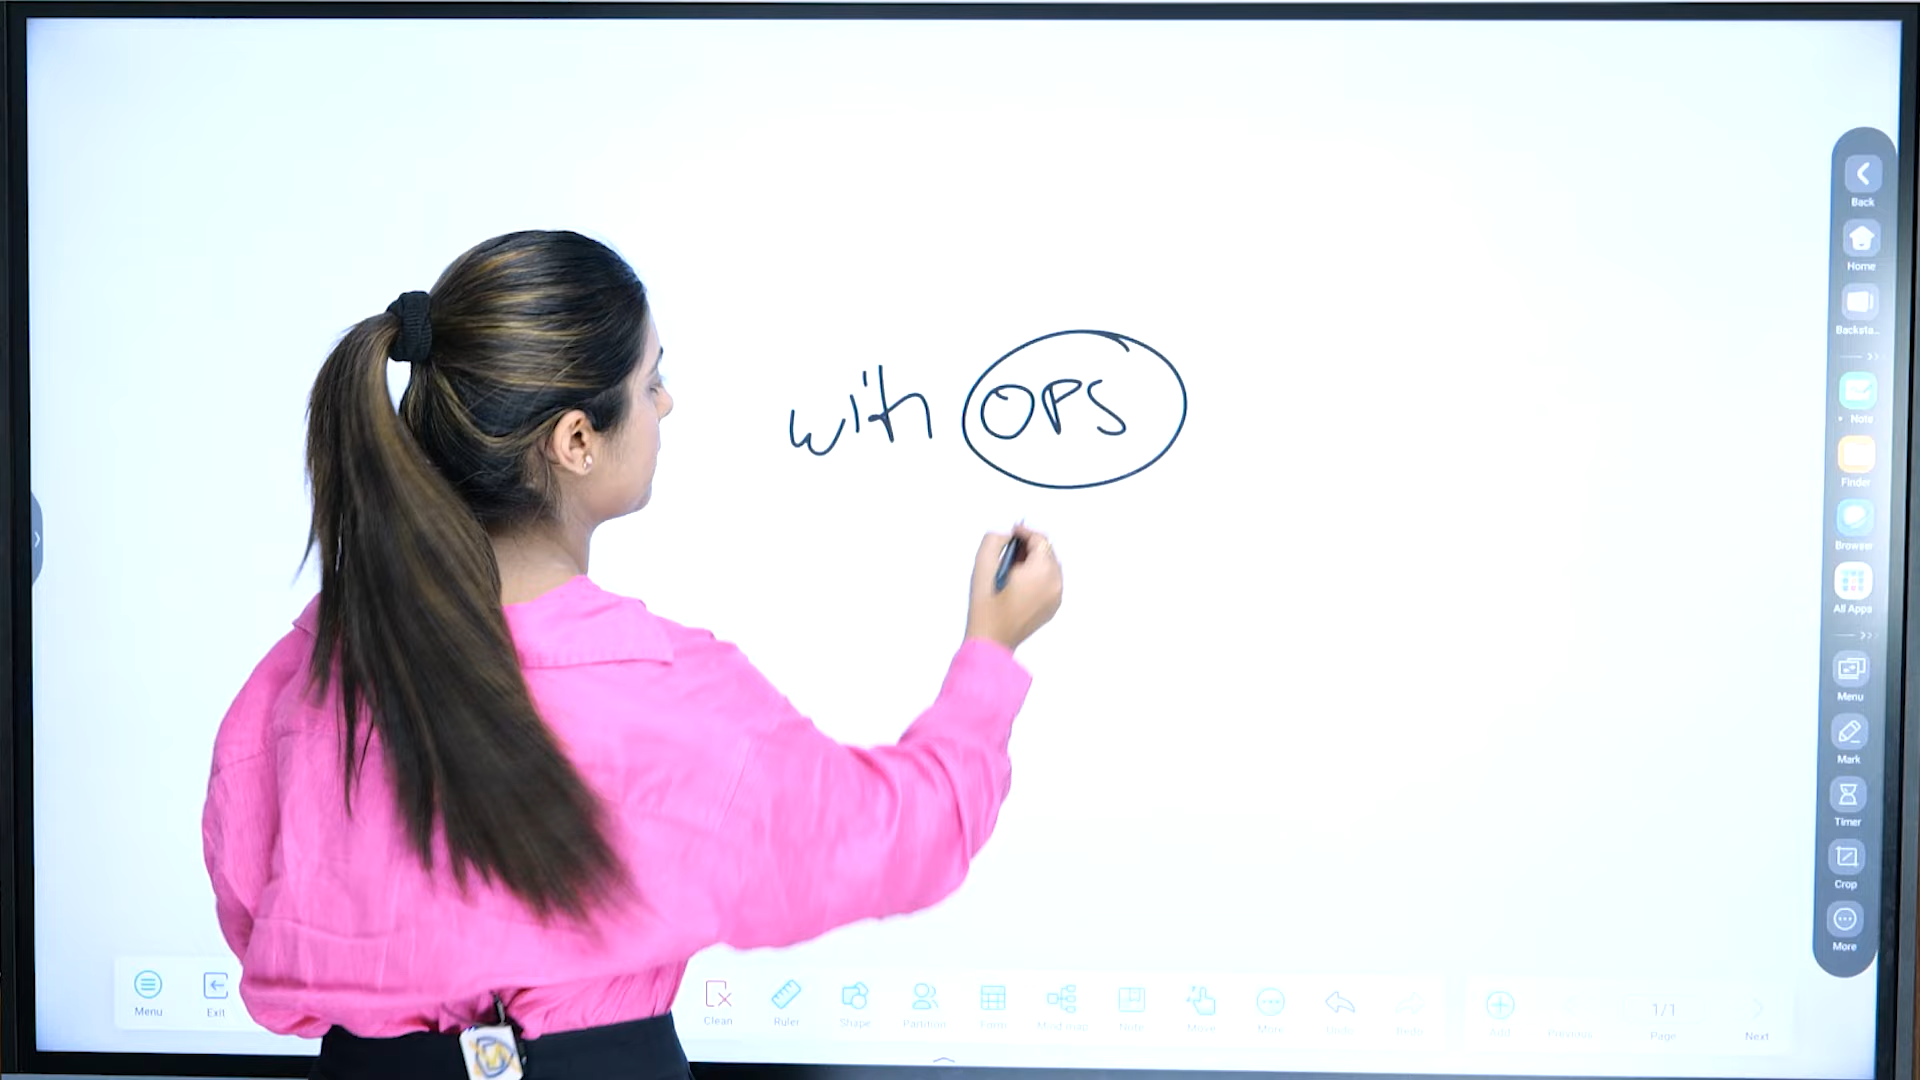 with OPS
Back
Home
Backsta...
Note
Finder
Browser
All Apps
Menu
Mark
Timer
Crop
More
Menu
Exit
Clean
Ruler
Shape
Partition
Form
Mind map
Note
Move
More
Undo
Redo
Add
Previous
1/1
Page
Next